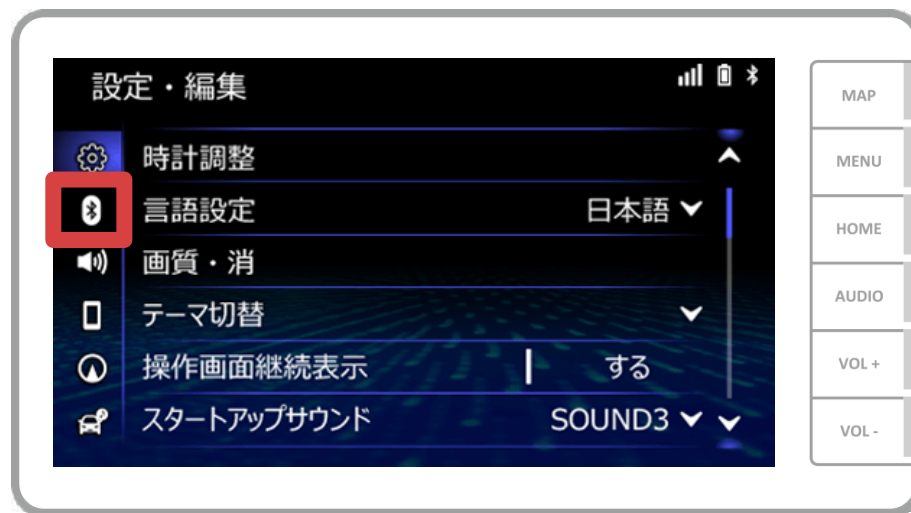 設定・編集
時計調整
言語設定 日本語
画質・消
テーマ切替
操作画面継続表示 する
スタートアップサウンド SOUND3
MAP
MENU
HOME
AUDIO
VOL +
VOL -